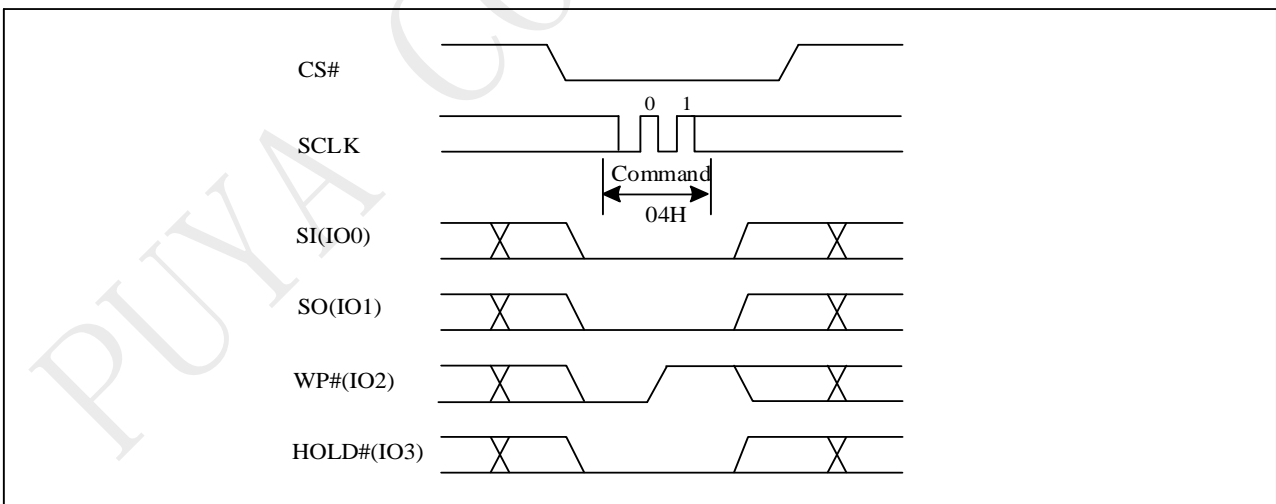 CS#
0 1
SCLK
Command
04H
SI(IO0)
SO(IO1)
WP#(IO2)
HOLD#(IO3)
PUYA